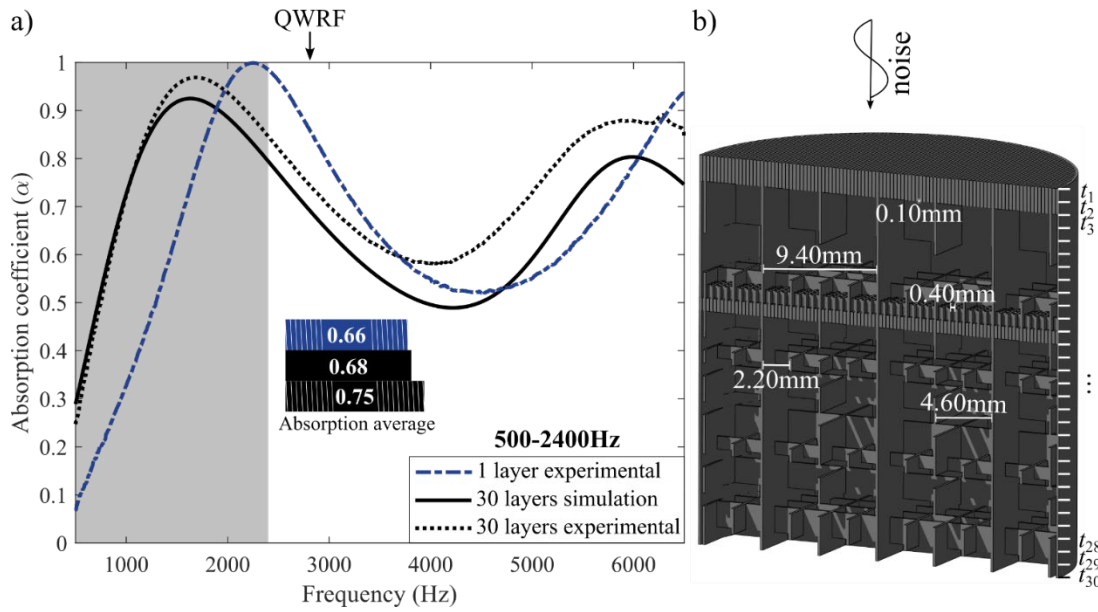 a)
QWRF
1
0.9
0.8
0.7
0.6
0.5
0.4
0.3
0.2
0.1
0
Absorption coefficient (α)
1000 2000 3000 4000 5000 6000
Frequency (Hz)
0.66
0.68
0.75
Absorption average
500-2400Hz
1 layer experimental
30 layers simulation
30 layers experimental
b)
noise
t1
t2
t3
0.10mm
9.40mm
0.40mm
2.20mm
4.60mm
...
t28
t29
t30